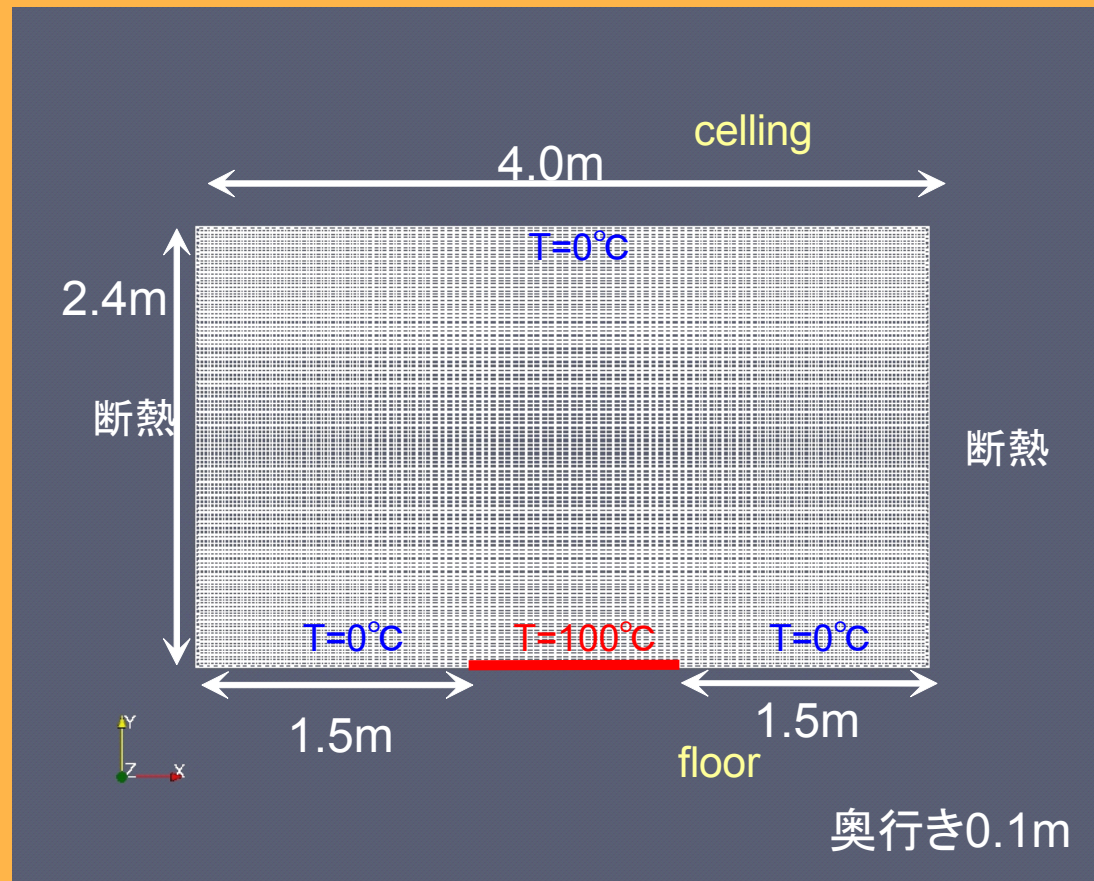 celling
4.0m
T=0℃
2.4m
断熱
断熱
T=0℃
T=100℃
T=0℃
1.5m
1.5m
floor
Y
Z
X
奥行き0.1m